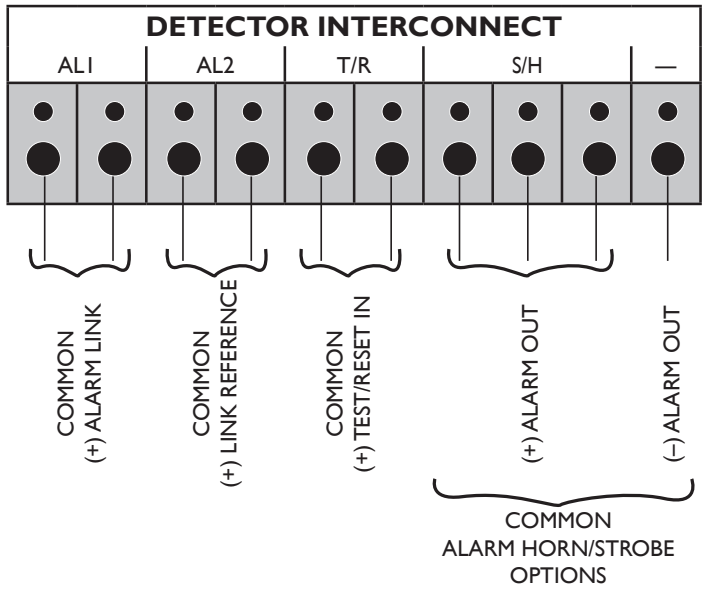 DETECTOR INTERCONNECT
AL1 AL2 T/R S/H —
COMMON
(+) ALARM LINK
COMMON
(+) LINK REFERENCE
COMMON
(+) TEST/RESET IN
(+) ALARM OUT
(–) ALARM OUT
COMMON
ALARM HORN/STROBE
OPTIONS